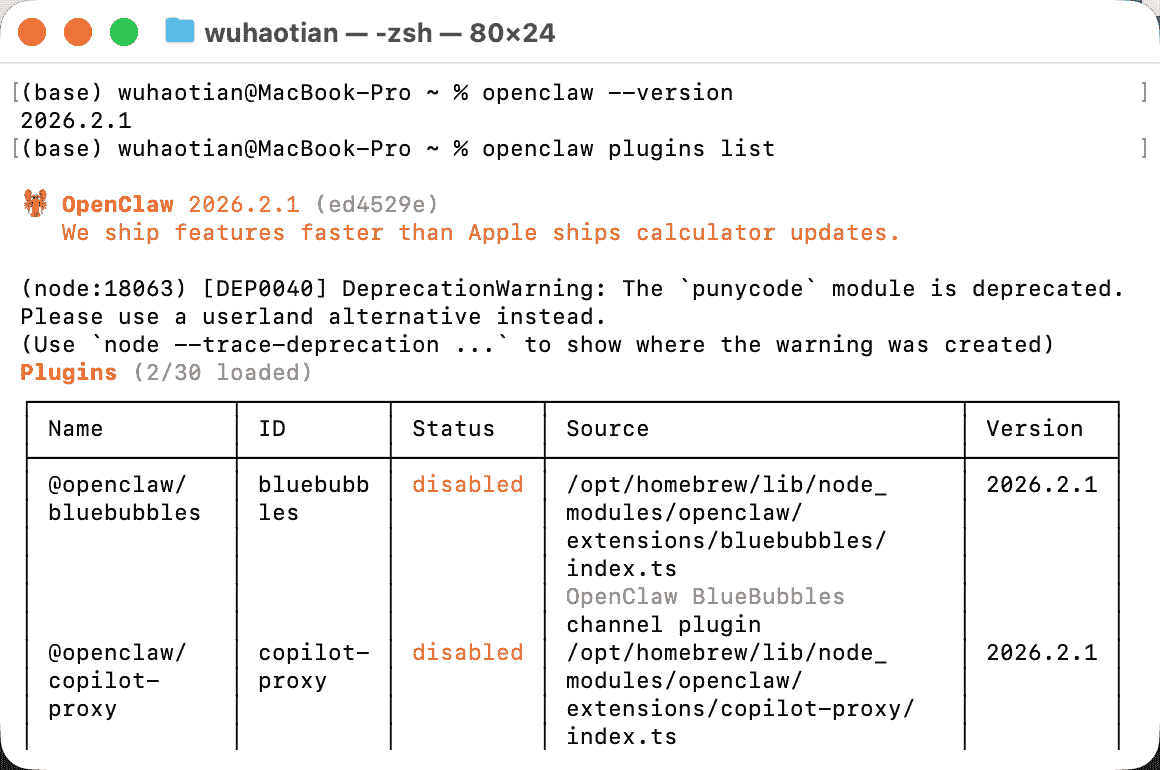 wuhaotian — -zsh — 80×24
[(base) wuhaotian@MacBook-Pro ~ % openclaw --version ]
2026.2.1
[(base) wuhaotian@MacBook-Pro ~ % openclaw plugins list ]
🦞 OpenClaw 2026.2.1 (ed4529e)
We ship features faster than Apple ships calculator updates.
(node:18063) [DEP0040] DeprecationWarning: The `punycode` module is deprecated.
Please use a userland alternative instead.
(Use `node --trace-deprecation ...` to show where the warning was created)
Plugins (2/30 loaded)
Name ID Status Source Version
@openclaw/ bluebubb disabled /opt/homebrew/lib/node_ 2026.2.1
bluebubbles les modules/openclaw/
extensions/bluebubbles/
index.ts
OpenClaw BlueBubbles
channel plugin
@openclaw/ copilot- disabled /opt/homebrew/lib/node_ 2026.2.1
copilot- proxy modules/openclaw/
proxy extensions/copilot-proxy/
index.ts